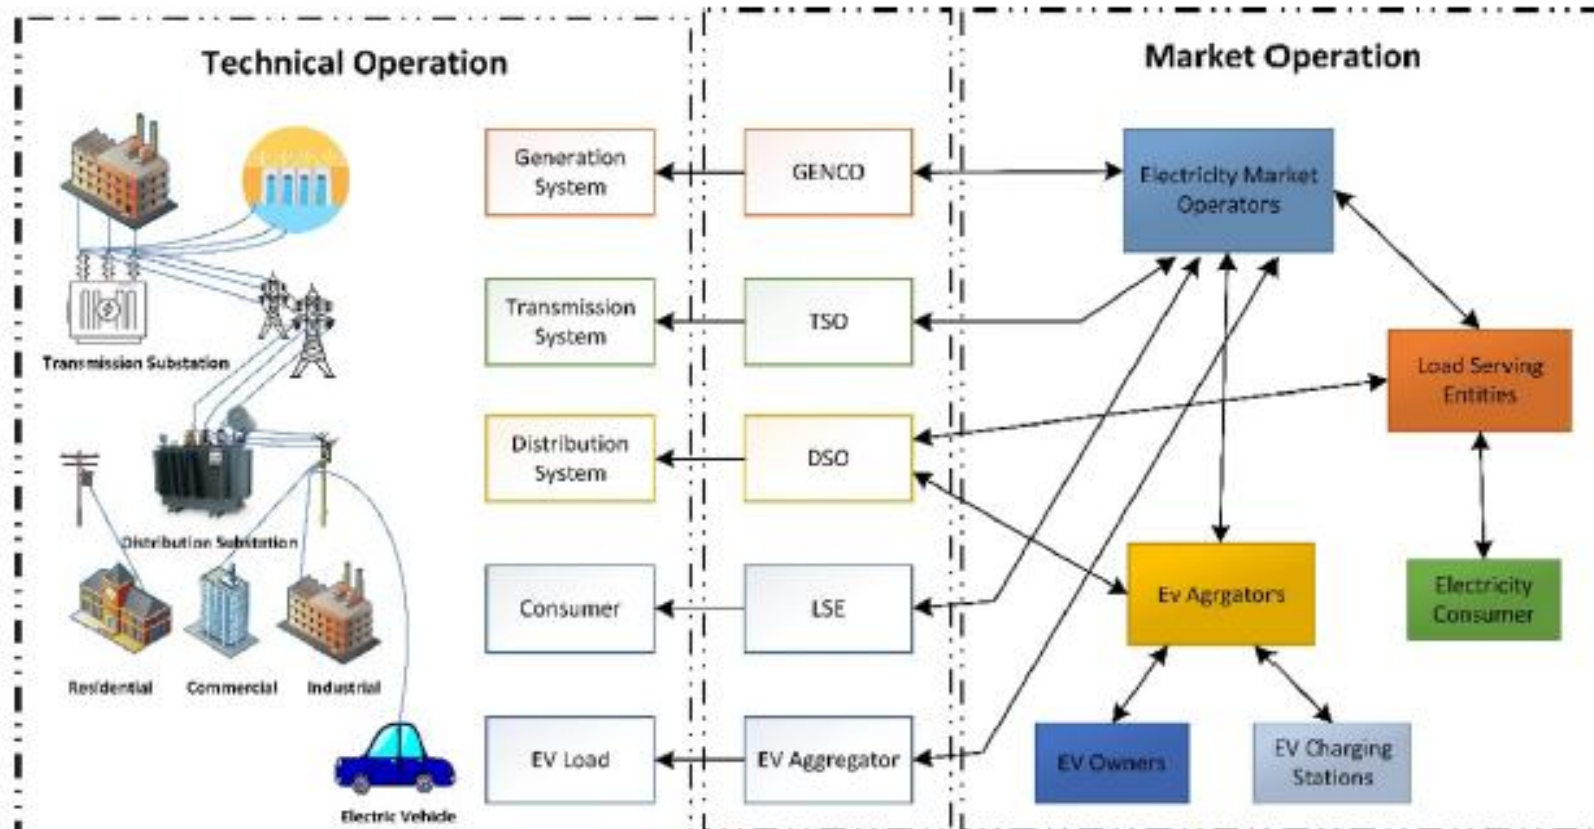 Technical Operation
Transmission Substation
Distribution Substation
Residential
Commercial
Industrial
Electric Vehicle
Generation
System
Transmission
System
Distribution
System
Consumer
EV Load
GENCO
TSO
DSO
LSE
EV Aggregator
Market Operation
Electricity Market
Operators
Load Serving
Entities
Ev Agrgators
Electricity
Consumer
EV Owners
EV Charging
Stations